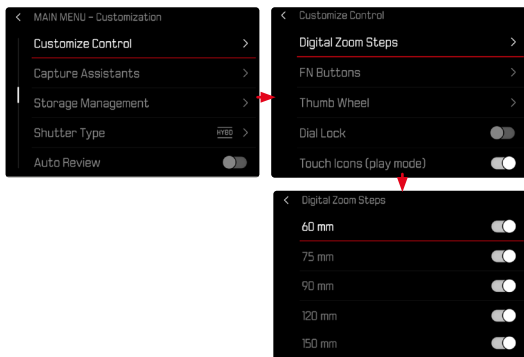 MAIN MENU – Customization
Customize Control
Capture Assistants
Storage Management
Shutter Type HYBD
Auto Review
Customize Control
Digital Zoom Steps
FN Buttons
Thumb Wheel
Dial Lock
Touch Icons (play mode)
Digital Zoom Steps
60 mm
75 mm
90 mm
120 mm
150 mm